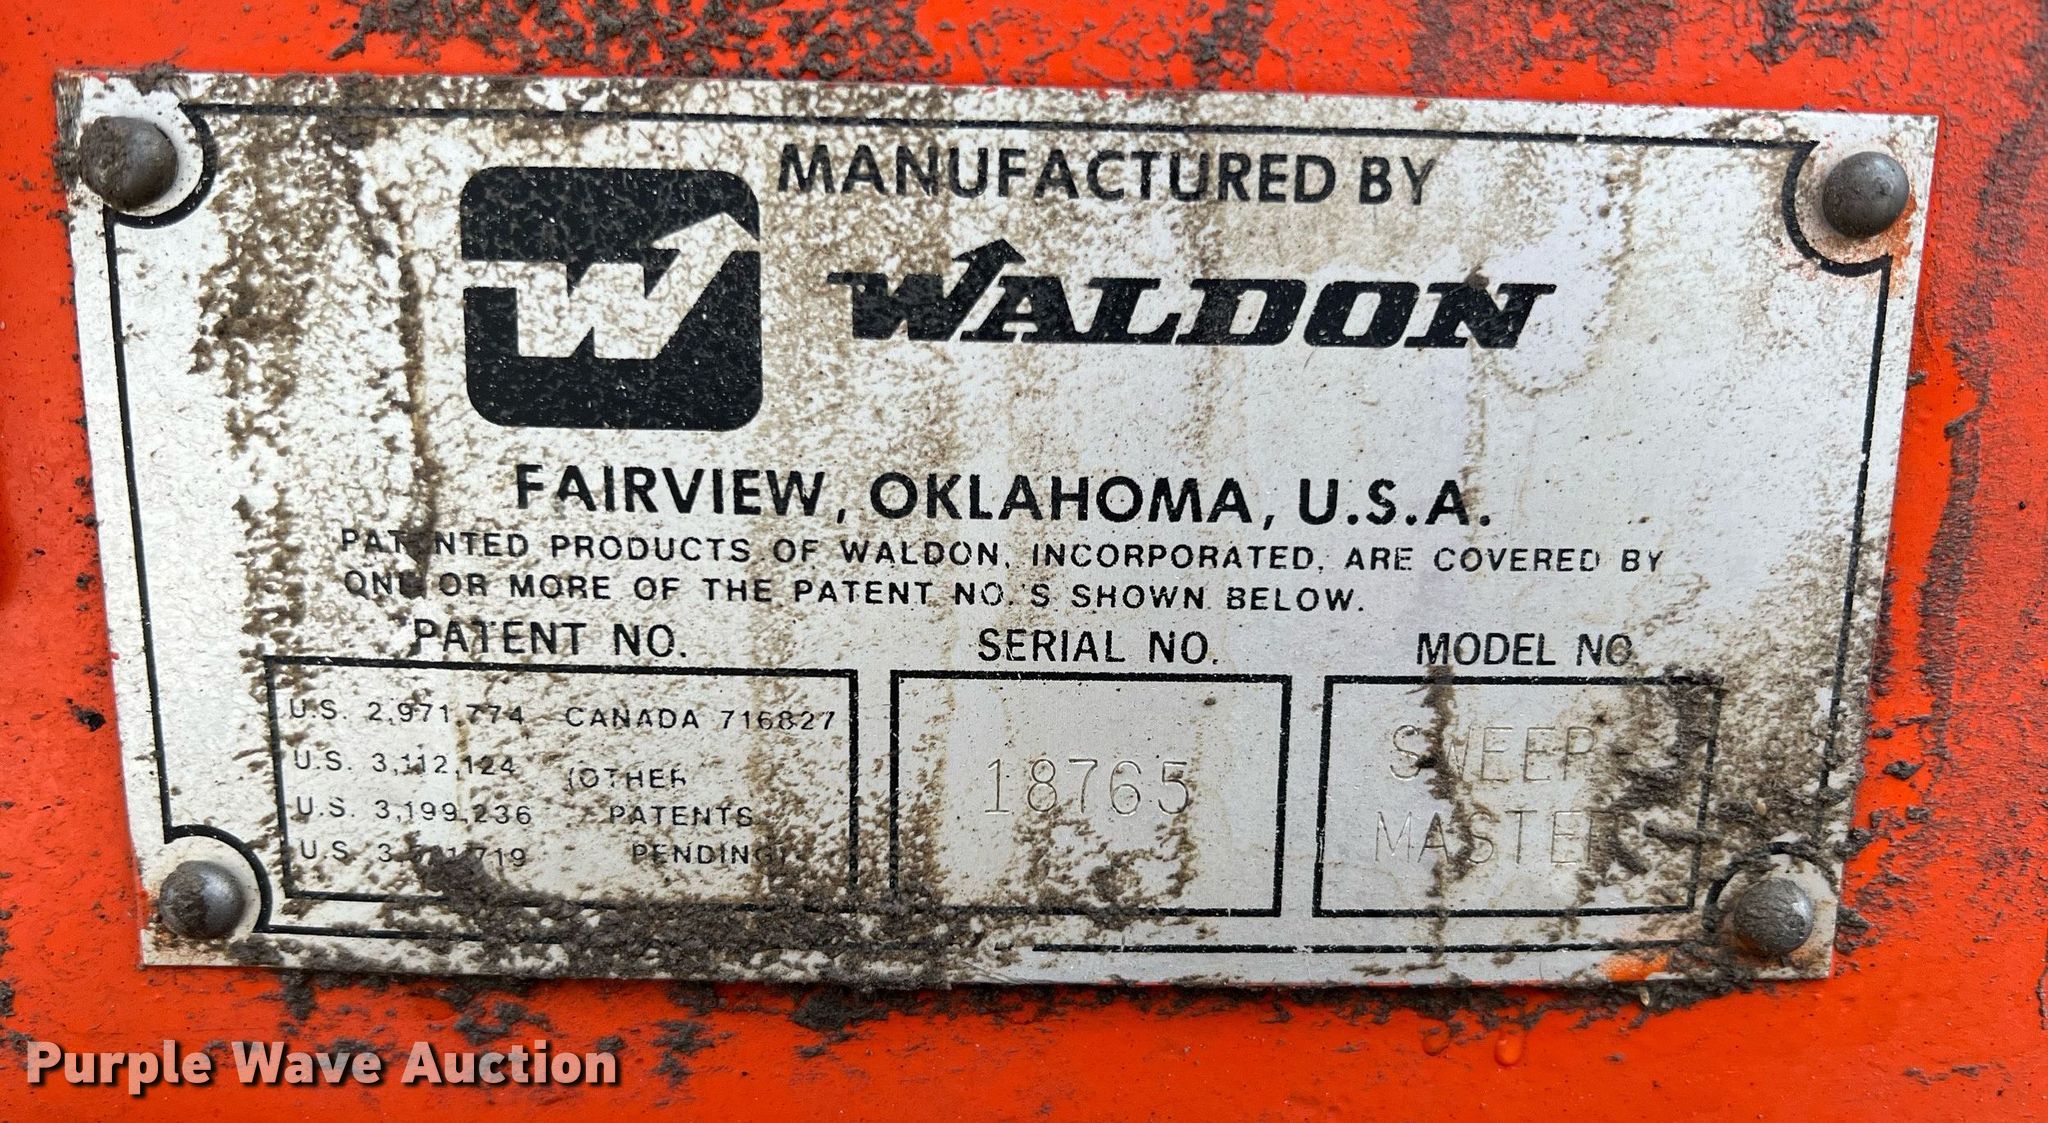 MANUFACTURED BY
W WALDON
FAIRVIEW, OKLAHOMA, U.S.A.
PATENTED PRODUCTS OF WALDON, INCORPORATED, ARE COVERED BY
ONE OR MORE OF THE PATENT NO.'S SHOWN BELOW.
PATENT NO. SERIAL NO. MODEL NO.
U.S. 2,971,774 CANADA 716827
U.S. 3,112,124 (OTHER
U.S. 3,199,236 PATENTS
U.S. PENDING)
18765
SWEEP
MASTER
Purple Wave Auction